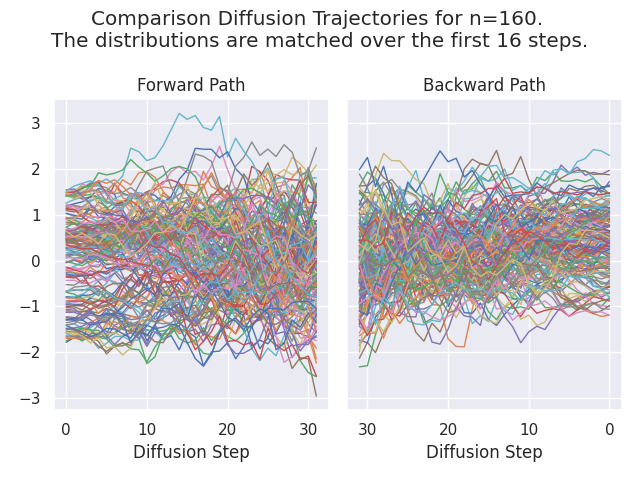 Comparison Diffusion Trajectories for n=160.
The distributions are matched over the first 16 steps.
Forward Path
Backward Path
3
2
1
0
−1
−2
−3
0 10 20 30
30 20 10 0
Diffusion Step
Diffusion Step